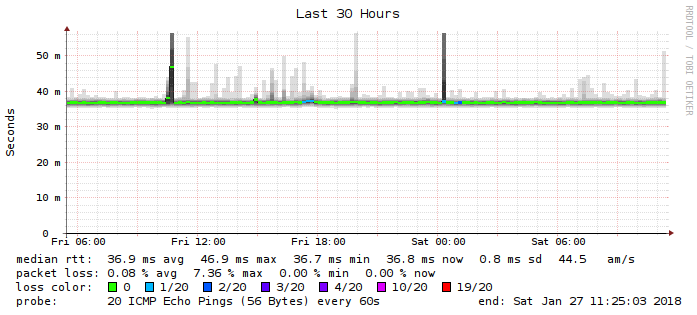 Last 30 Hours
RRDTOOL / TOBI OETIKER
Seconds
50 m
40 m
30 m
20 m
10 m
0
Fri 06:00 Fri 12:00 Fri 18:00 Sat 00:00 Sat 06:00
median rtt: 36.9 ms avg 46.9 ms max 36.7 ms min 36.8 ms now 0.8 ms sd 44.5 am/s
packet loss: 0.08 % avg 7.36 % max 0.00 % min 0.00 % now
loss color: 0 1/20 2/20 3/20 4/20 10/20 19/20
probe: 20 ICMP Echo Pings (56 Bytes) every 60s end: Sat Jan 27 11:25:03 2018